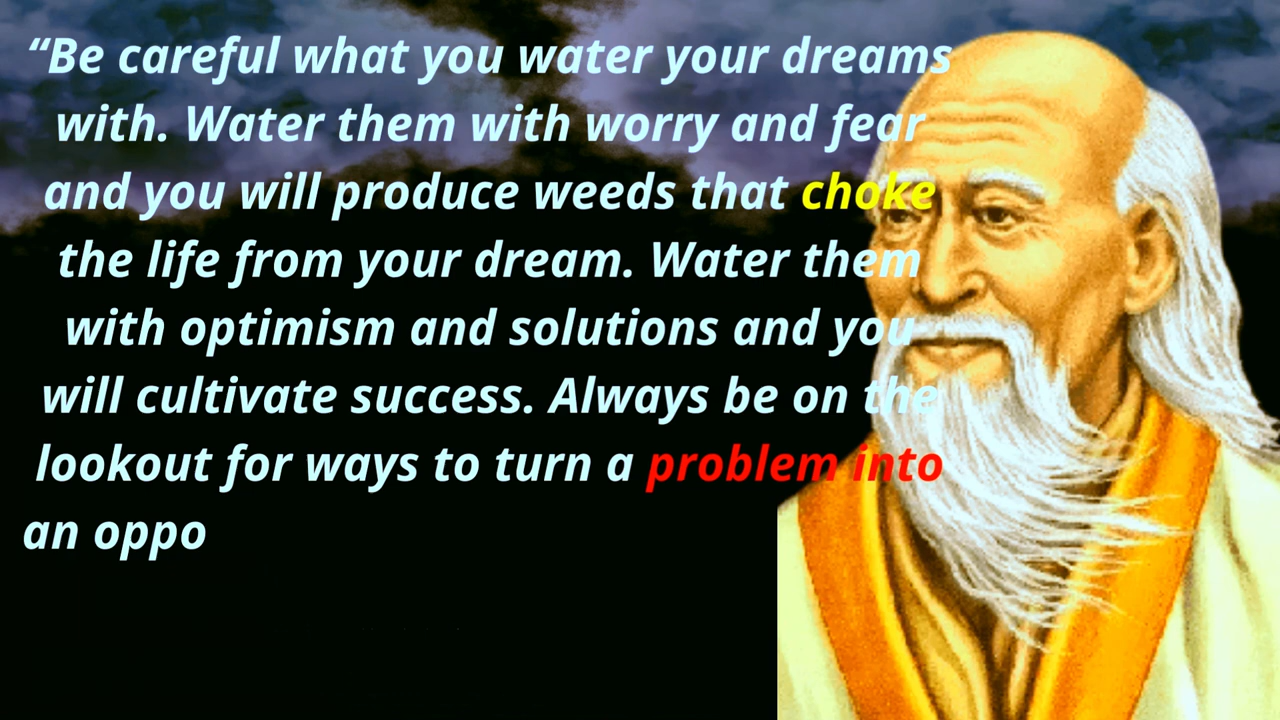 “Be careful what you water your dreams
with. Water them with worry and fear
and you will produce weeds that choke
the life from your dream. Water them
with optimism and solutions and you
will cultivate success. Always be on the
lookout for ways to turn a problem into
an oppo